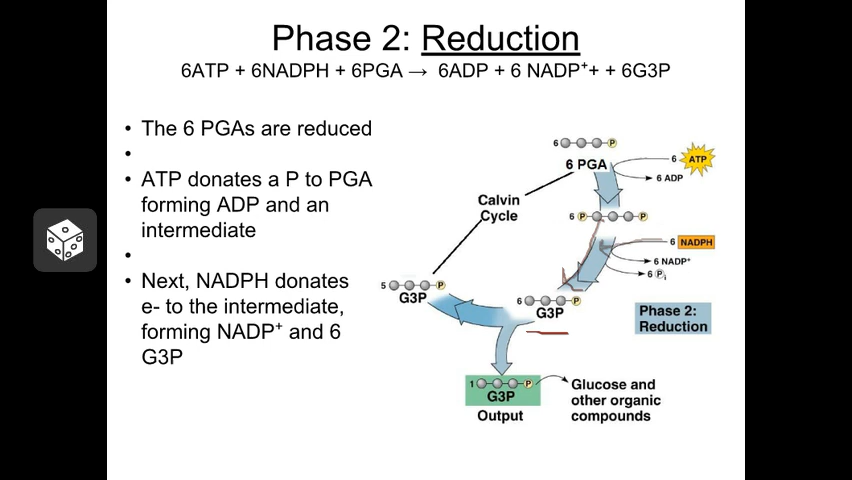 Phase 2: Reduction
6ATP + 6NADPH + 6PGA → 6ADP + 6 NADP⁺+ + 6G3P
• The 6 PGAs are reduced
•
• ATP donates a P to PGA
forming ADP and an
intermediate
•
• Next, NADPH donates
e- to the intermediate,
forming NADP⁺ and 6
G3P
6 P
6 PGA
6 ATP
6 ADP
Calvin
Cycle
6 P P
6 NADPH
6 NADP⁺
6 Pᵢ
5 P
G3P
6 P
G3P
Phase 2:
Reduction
1 P
G3P
Output
Glucose and
other organic
compounds